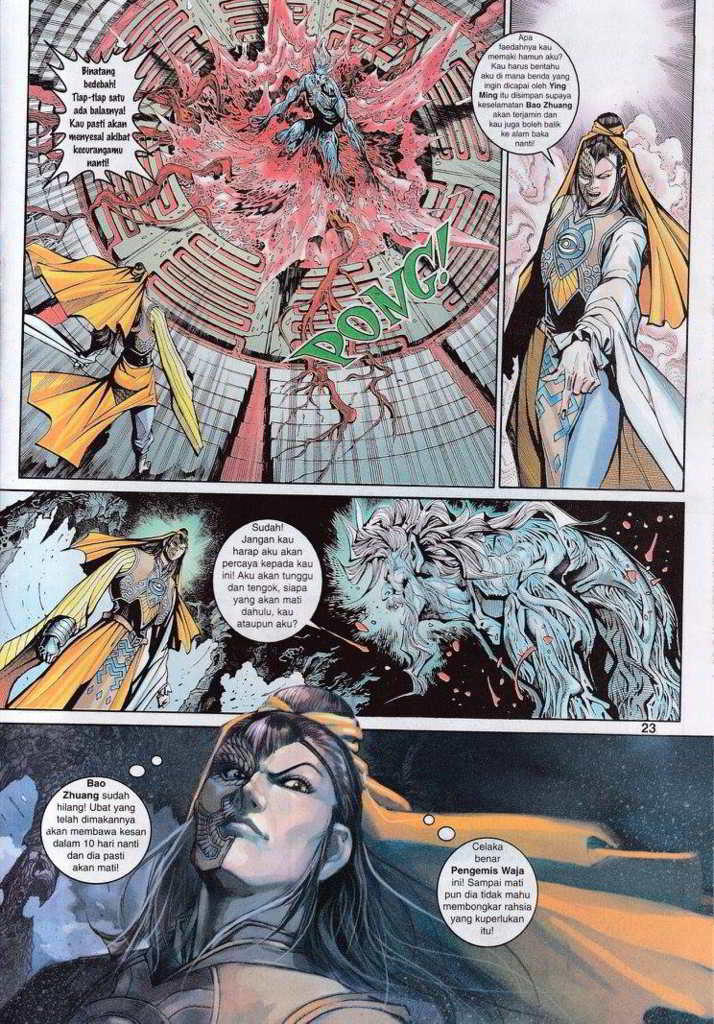 Binatang
bedebah!
Tiap-tiap satu
ada balasnya!
Kau pasti akan
menyesal akibat
kecuranganmu
nanti!
PONG!
Apa
faedahnya kau
memaki hamun aku?
Kau harus beritahu
aku di mana benda yang
ingin dicapai oleh Ying
Ming itu disimpan supaya
keselamatan Bao Zhuang
akan terjamin dan
kau juga boleh balik
ke alam baka
nanti!
Sudah!
Jangan kau
harap aku akan
percaya kepada kau
ini! Aku akan tunggu
dan tengok, siapa
yang akan mati
dahulu, kau
ataupun aku?
23
Bao
Zhuang sudah
hilang! Ubat yang
telah dimakannya
akan membawa kesan
dalam 10 hari nanti
dan dia pasti
akan mati!
Celaka
benar
Pengemis Waja
ini! Sampai mati
pun dia tidak mahu
membongkar rahsia
yang kuperlukan
itu!